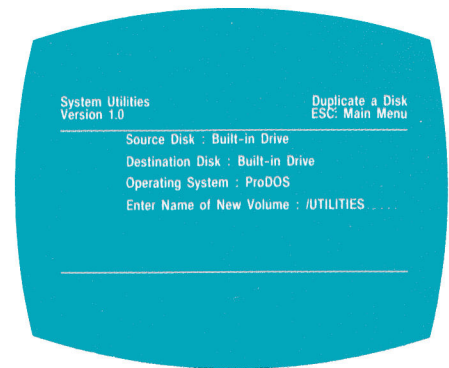 System Utilities
Version 1.0
Duplicate a Disk
ESC: Main Menu
Source Disk : Built-in Drive
Destination Disk : Built-in Drive
Operating System : ProDOS
Enter Name of New Volume : /UTILITIES.....